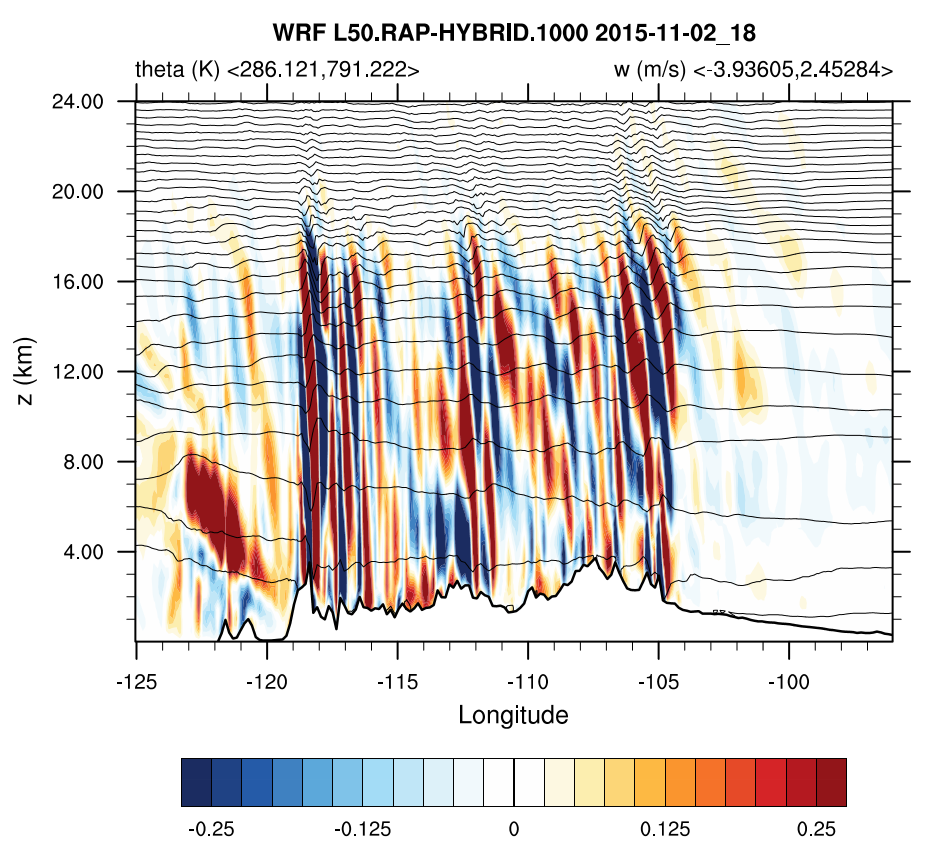 WRF L50.RAP-HYBRID.1000 2015-11-02_18
theta (K) <286.121,791.222> w (m/s) <-3.93605,2.45284>
24.00
20.00
16.00
12.00
8.00
4.00
z (km)
-125 -120 -115 -110 -105 -100
Longitude
-0.25 -0.125 0 0.125 0.25